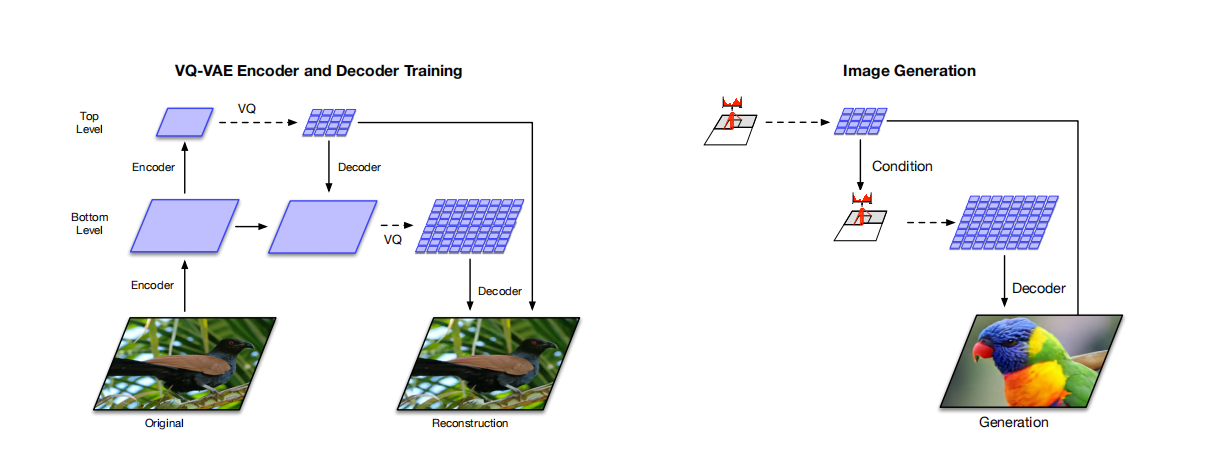 VQ-VAE Encoder and Decoder Training
Top
Level
VQ
Encoder
Decoder
Bottom
Level
VQ
Encoder
Decoder
Original
Reconstruction
Image Generation
Condition
Decoder
Generation